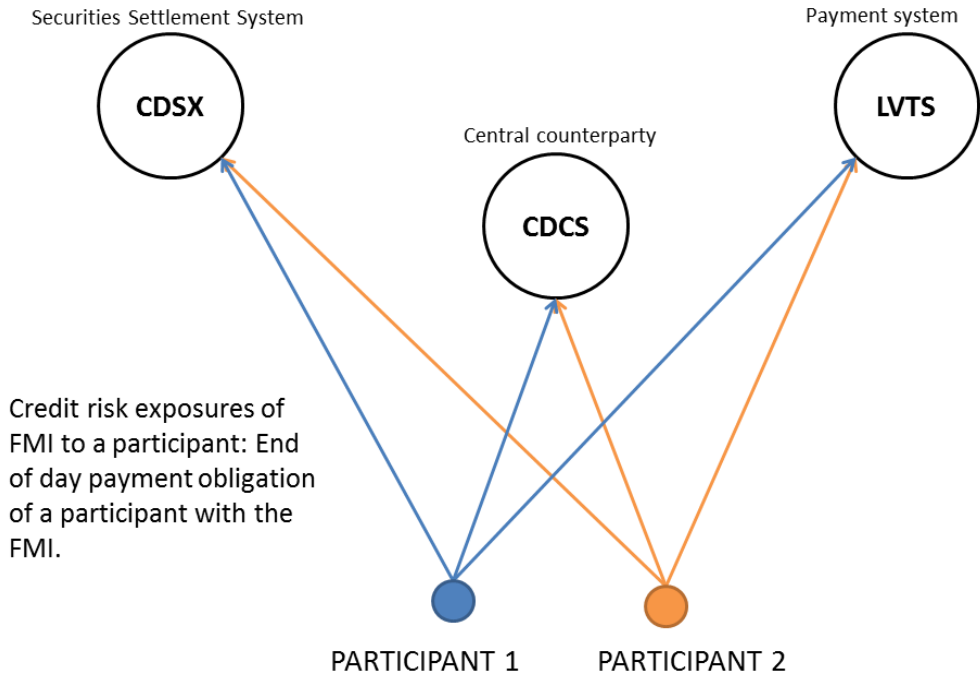 Securities Settlement System
Payment system
CDSX
LVTS
Central counterparty
CDCS
Credit risk exposures of
FMI to a participant: End
of day payment obligation
of a participant with the
FMI.
PARTICIPANT 1
PARTICIPANT 2